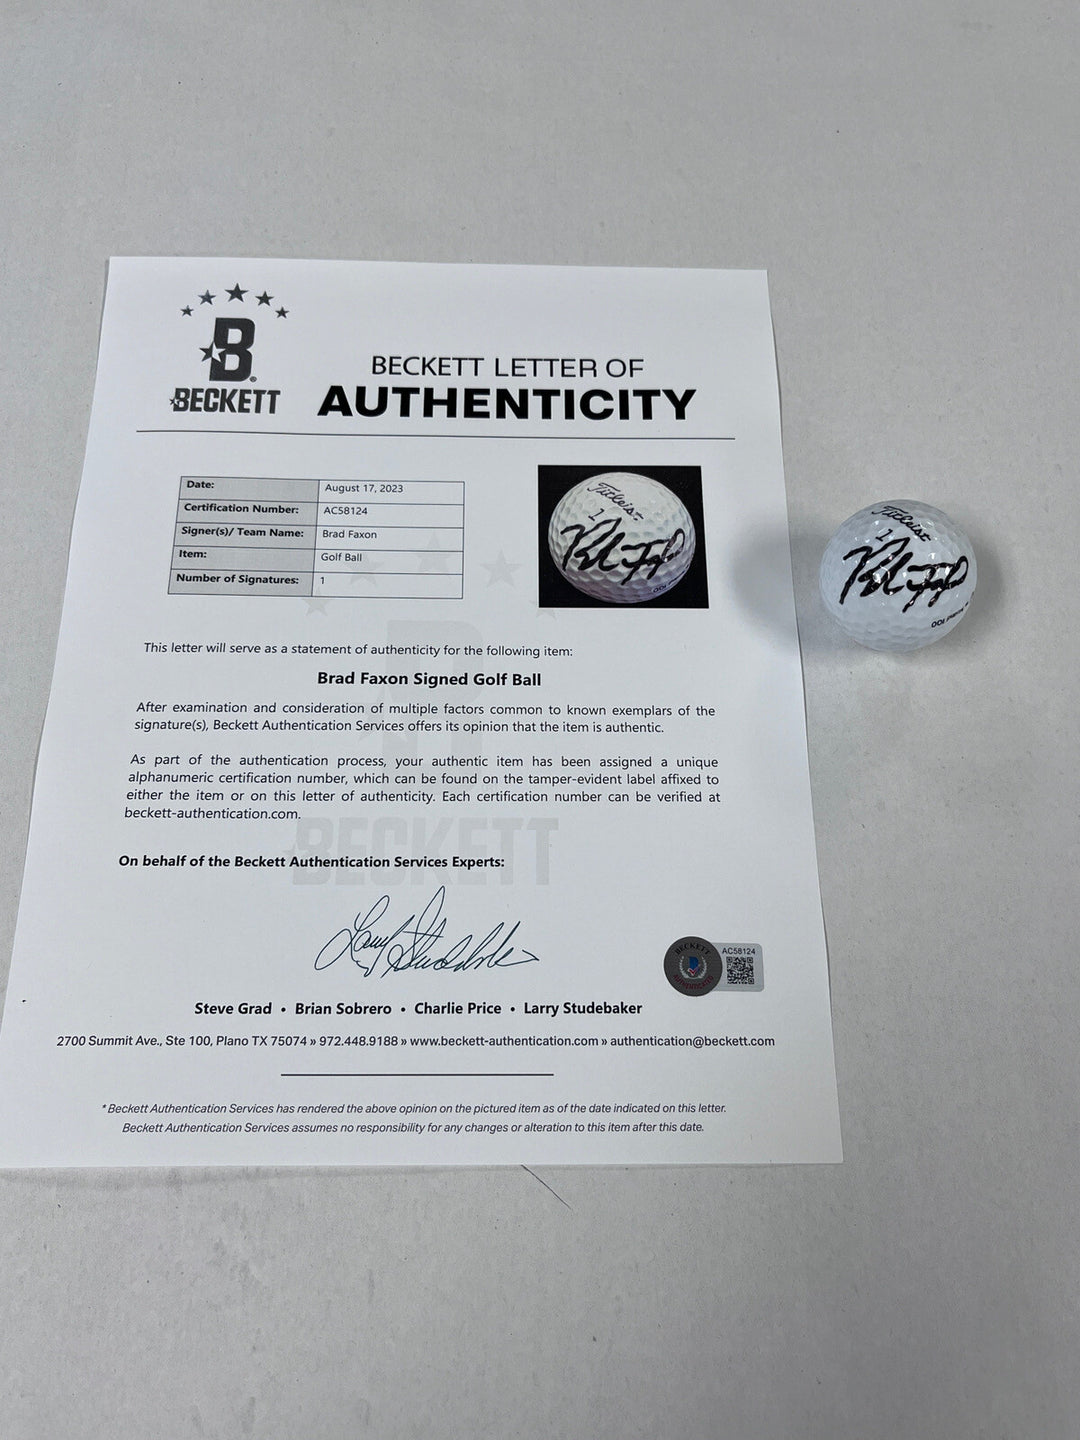 B
BECKETT
BECKETT LETTER OF
AUTHENTICITY
Date: August 17, 2023
Certification Number: AC58124
Signer(s)/ Team Name: Brad Faxon
Item: Golf Ball
Number of Signatures: 1
Titleist
1
Titleist
1
This letter will serve as a statement of authenticity for the following item:
Brad Faxon Signed Golf Ball
After examination and consideration of multiple factors common to known exemplars of the
signature(s), Beckett Authentication Services offers its opinion that the item is authentic.
As part of the authentication process, your authentic item has been assigned a unique
alphanumeric certification number, which can be found on the tamper-evident label affixed to
either the item or on this letter of authenticity. Each certification number can be verified at
beckett-authentication.com.
BECKETT
On behalf of the Beckett Authentication Services Experts:
Larry Studebaker
BECKETT
AC58124
Steve Grad • Brian Sobrero • Charlie Price • Larry Studebaker
2700 Summit Ave., Ste 100, Plano TX 75074 » 972.448.9188 » www.beckett-authentication.com » authentication@beckett.com
*Beckett Authentication Services has rendered the above opinion on the pictured item as of the date indicated on this letter.
Beckett Authentication Services assumes no responsibility for any changes or alteration to this item after this date.